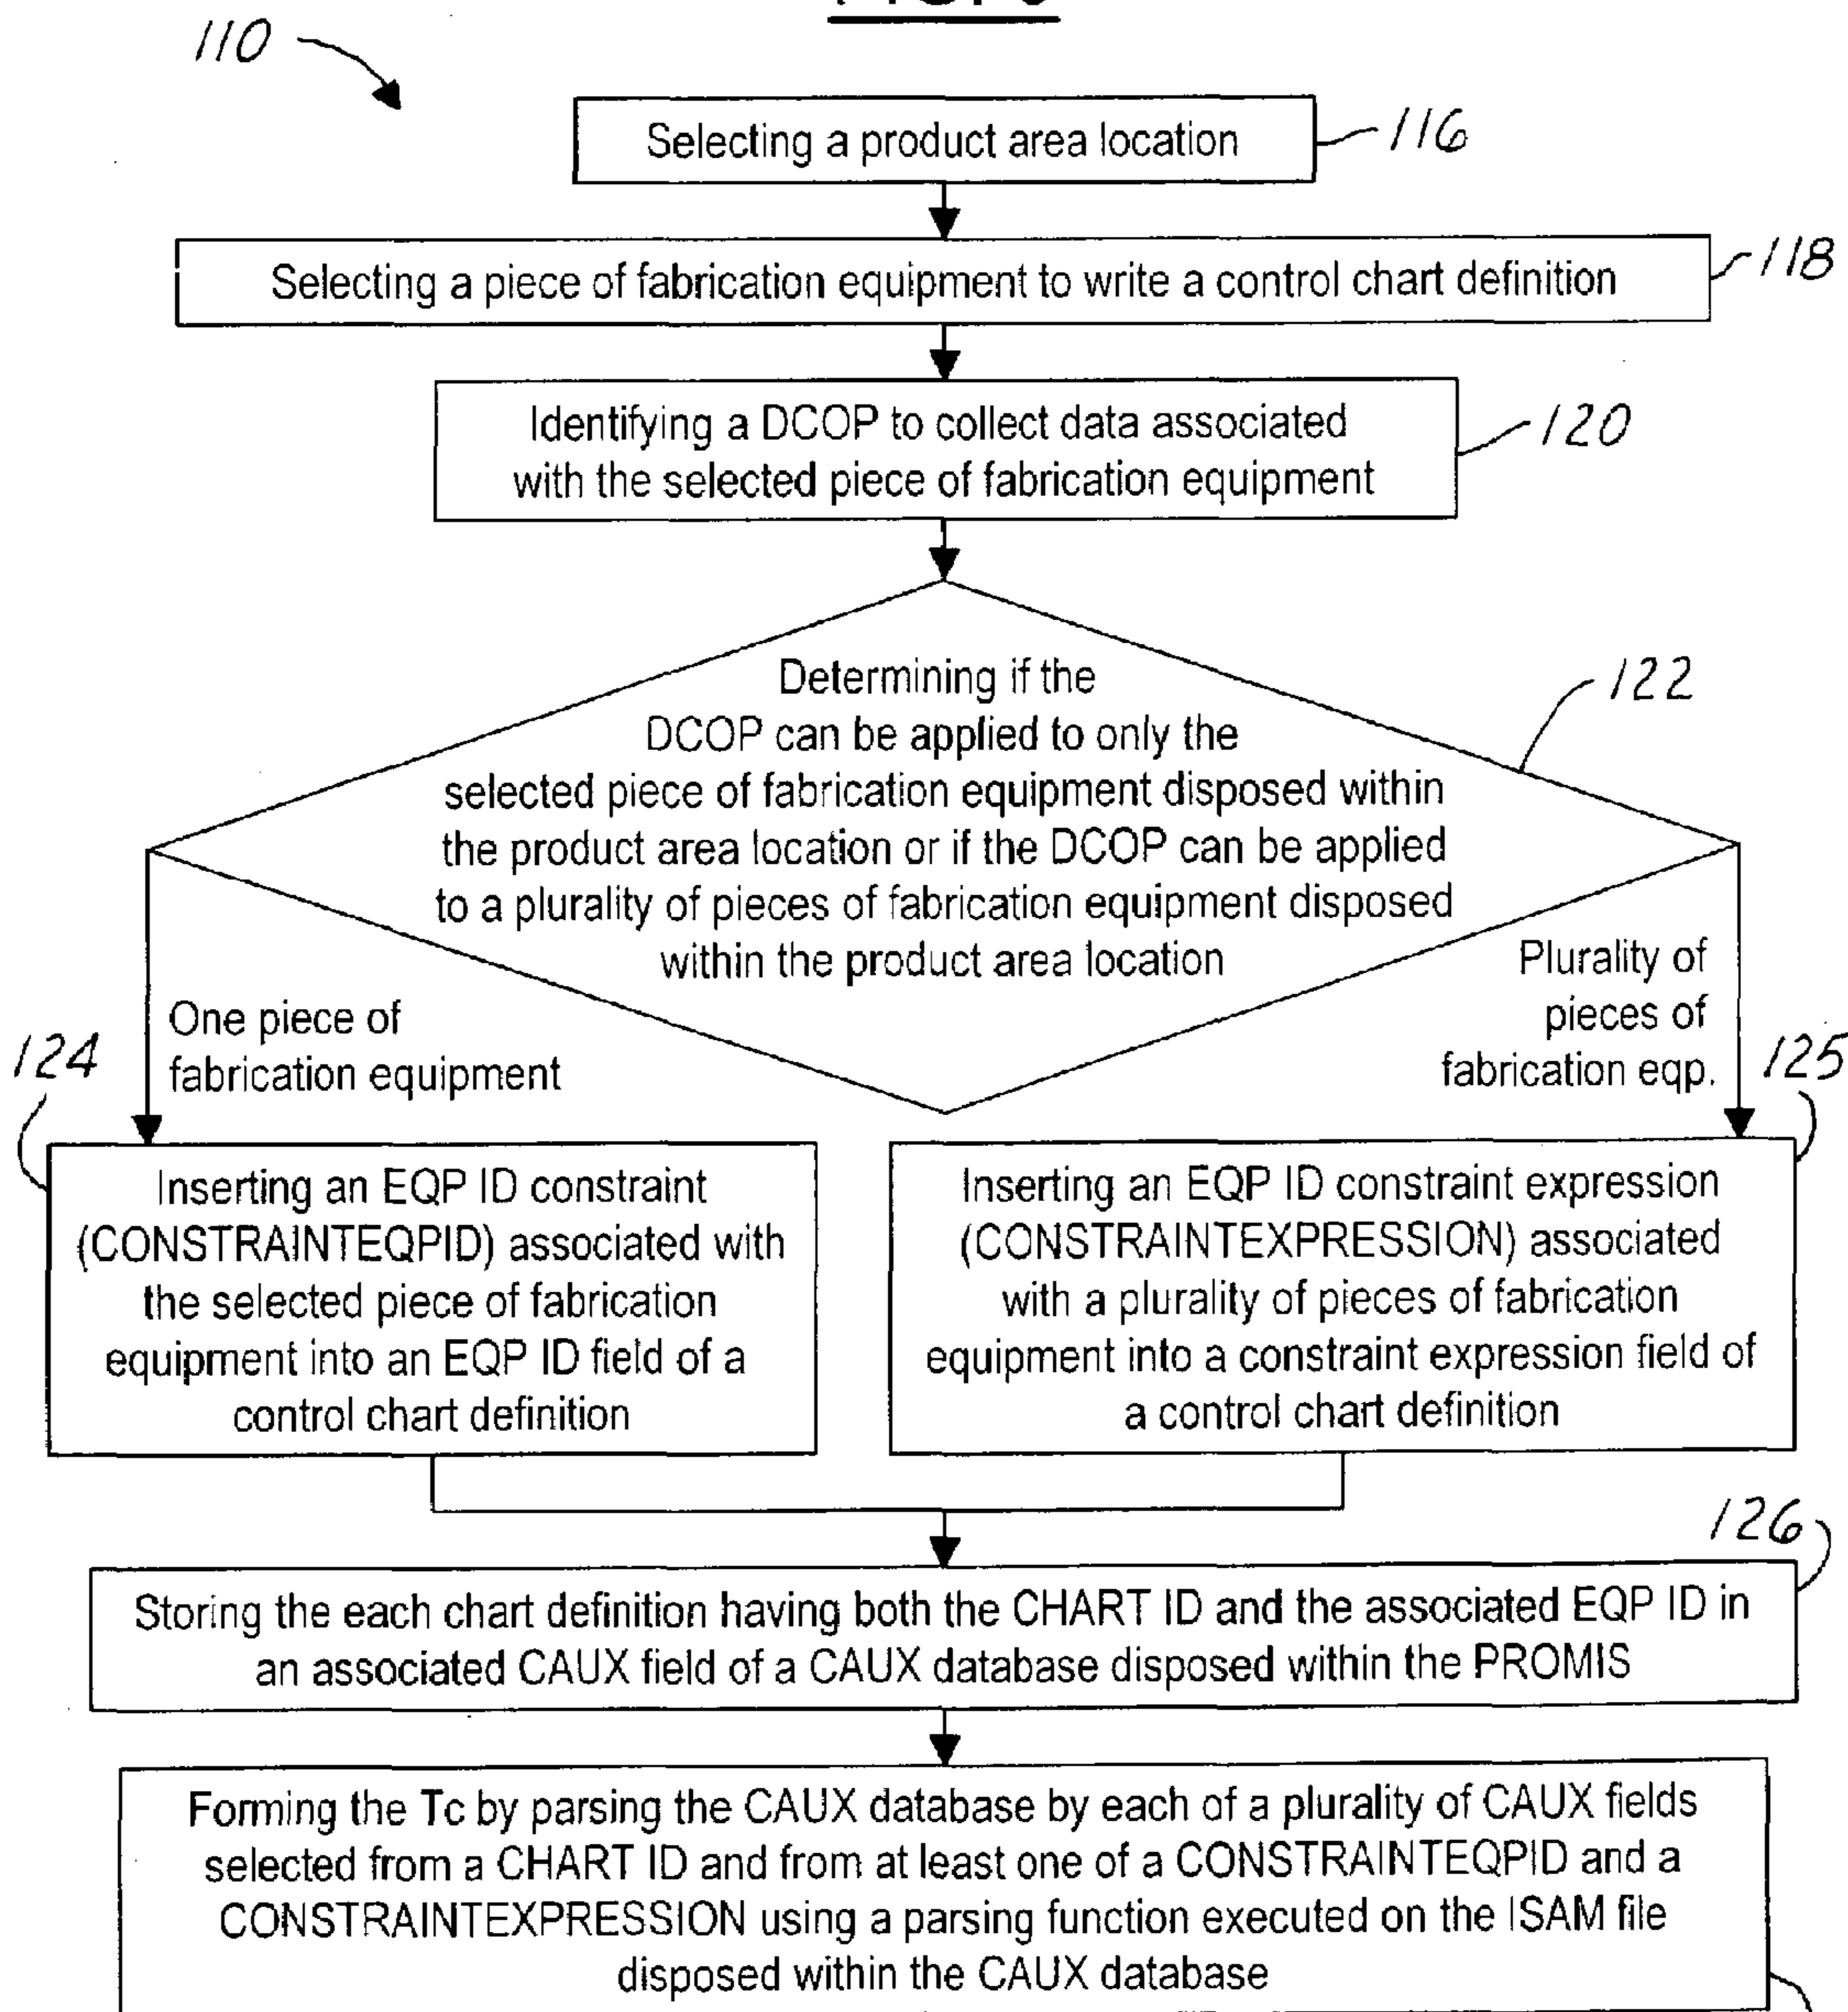 110
Selecting a product area location
116
Selecting a piece of fabrication equipment to write a control chart definition
118
Identifying a DCOP to collect data associated
with the selected piece of fabrication equipment
120
Determining if the
DCOP can be applied to only the
selected piece of fabrication equipment disposed within
the product area location or if the DCOP can be applied
to a plurality of pieces of fabrication equipment disposed
within the product area location
122
One piece of
fabrication equipment
Plurality of
pieces of
fabrication eqp.
124
125
Inserting an EQP ID constraint
(CONSTRAINTEQPID) associated with
the selected piece of fabrication
equipment into an EQP ID field of a
control chart definition
Inserting an EQP ID constraint expression
(CONSTRAINTEXPRESSION) associated
with a plurality of pieces of fabrication
equipment into a constraint expression field of
a control chart definition
126
Storing the each chart definition having both the CHART ID and the associated EQP ID in
an associated CAUX field of a CAUX database disposed within the PROMIS
Forming the Tc by parsing the CAUX database by each of a plurality of CAUX fields
selected from a CHART ID and from at least one of a CONSTRAINTEQPID and a
CONSTRAINTEXPRESSION using a parsing function executed on the ISAM file
disposed within the CAUX database